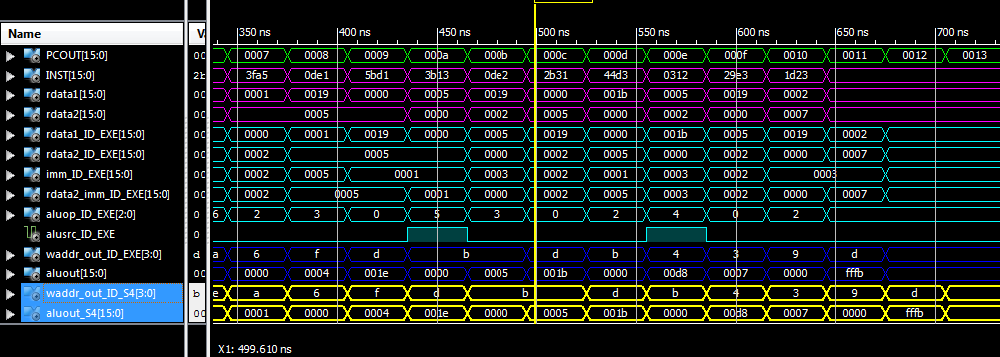 Name V. 350 ns 400 ns 450 ns 500 ns 550 ns 600 ns 650 ns 700 ns
PCOUT[15:0] 00 0007 0008 0009 000a 000b 000c 000d 000e 000f 0010 0011 0012 0013
INST[15:0] 2b 3fa5 0de1 5bd1 3b13 0de2 2b31 44d3 0312 29e3 1d23
rdata1[15:0] 00 0001 0019 0000 0005 0019 0000 001b 0005 0019 0002
rdata2[15:0] 00 0005 0000 0002 0005 0000 0002 0000 0007
rdata1_ID_EXE[15:0] 00 0000 0001 0019 0000 0005 0019 0000 001b 0005 0019 0002
rdata2_ID_EXE[15:0] 00 0002 0005 0000 0002 0005 0000 0002 0000 0007
imm_ID_EXE[15:0] 00 0002 0005 0001 0003 0002 0001 0003 0002 0003
rdata2_imm_ID_EXE[15:0] 00 0002 0005 0001 0000 0002 0005 0003 0002 0000 0007
aluop_ID_EXE[2:0] 0 6 2 3 0 5 3 0 2 4 0 2
alusrc_ID_EXE 0
waddr_out_ID_EXE[3:0] d a 6 f d b d b 4 3 9 d
aluout[15:0] 00 0000 0004 001e 0000 0005 001b 0000 00d8 0007 0000 fffb
waddr_out_ID_S4[3:0] b e a 6 f d b d b 4 3 9 d
aluout_S4[15:0] 00 0001 0000 0004 001e 0000 0005 001b 0000 00d8 0007 0000 fffb
X1: 499.610 ns